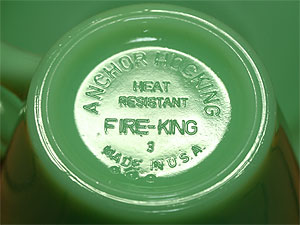 ANCHOR HOCKING
HEAT
RESISTANT
FIRE-KING
3
MADE IN U.S.A.